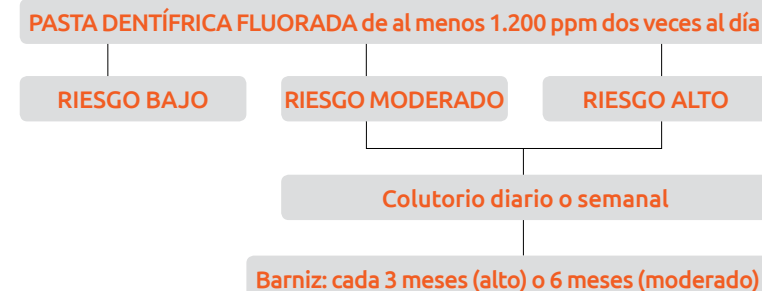 PASTA DENTÍFRICA FLUORADA de al menos 1.200 ppm dos veces al día
RIESGO BAJO
RIESGO MODERADO
RIESGO ALTO
Colutorio diario o semanal
Barniz: cada 3 meses (alto) o 6 meses (moderado)